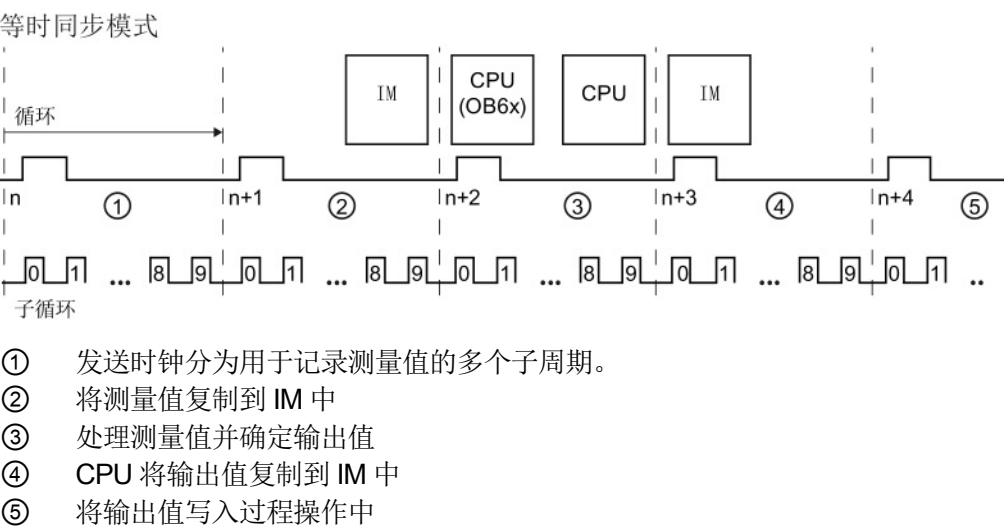 等时同步模式
IM
CPU
(OB6x)
CPU
IM
循环
n ① n+1 ② n+2 ③ n+3 ④ n+4 ⑤
0 1 ... 8 9 0 1 ... 8 9 0 1 ... 8 9 0 1 ... 8 9 0 1 ..
子循环
① 发送时钟分为用于记录测量值的多个子周期。
② 将测量值复制到 IM 中
③ 处理测量值并确定输出值
④ CPU 将输出值复制到 IM 中
⑤ 将输出值写入过程操作中